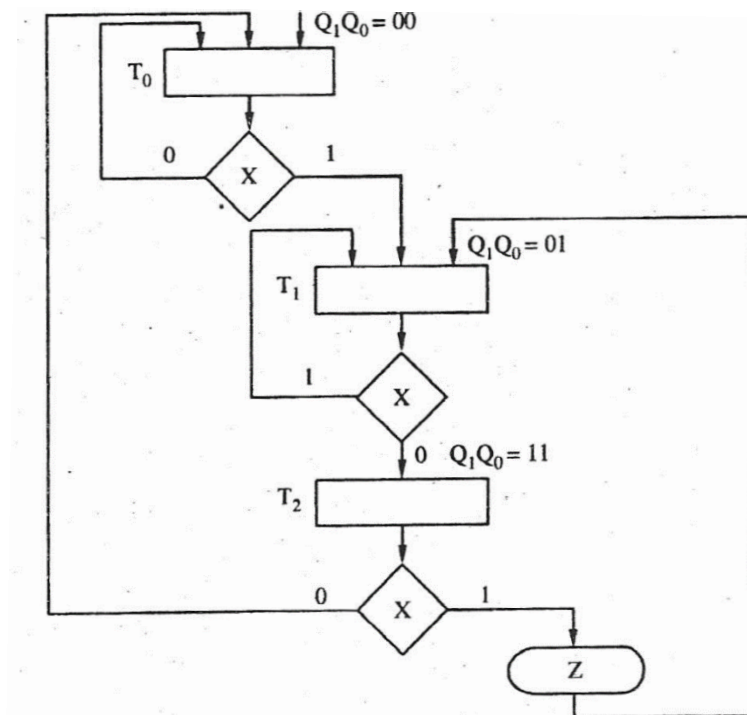 Q₁Q₀ = 00
T₀
0
1
X
Q₁Q₀ = 01
T₁
1
X
0
Q₁Q₀ = 11
T₂
0
1
X
Z